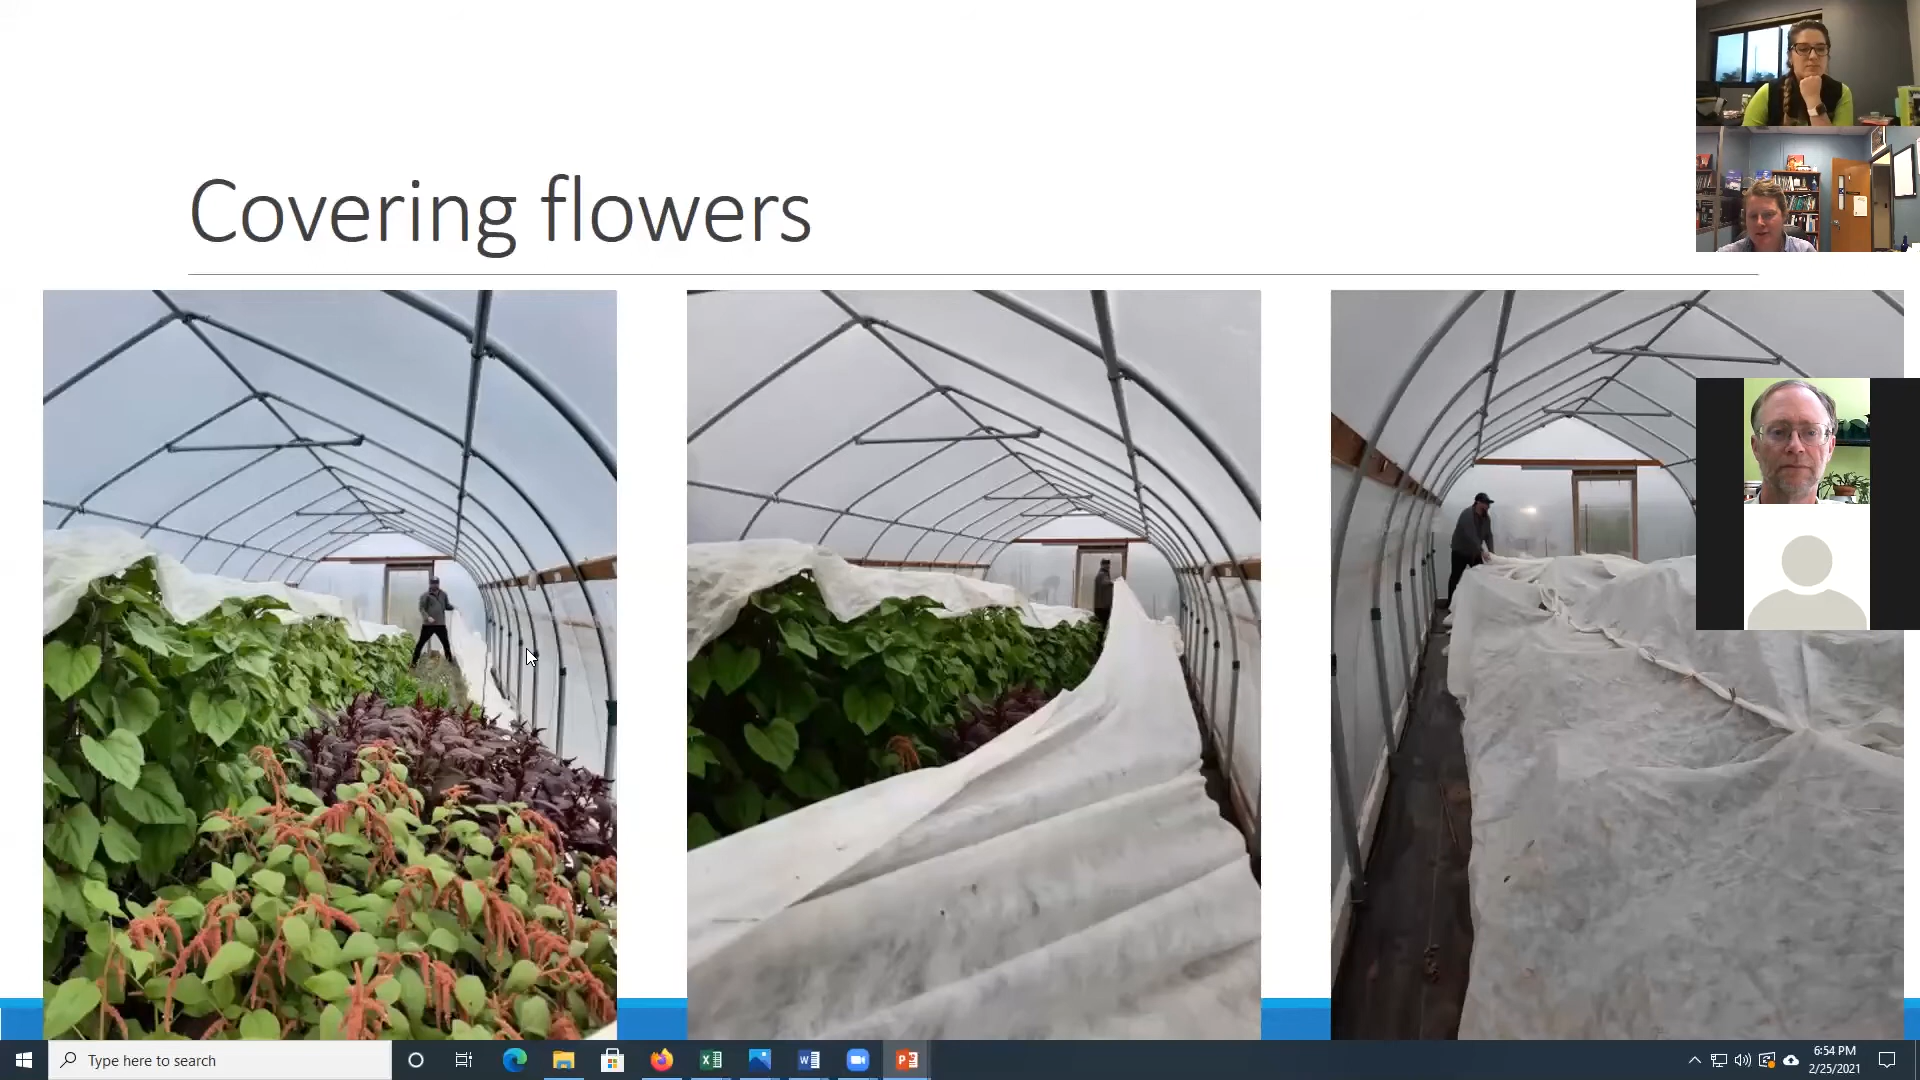 Covering flowers
Type here to search
6:54 PM
2/25/2021